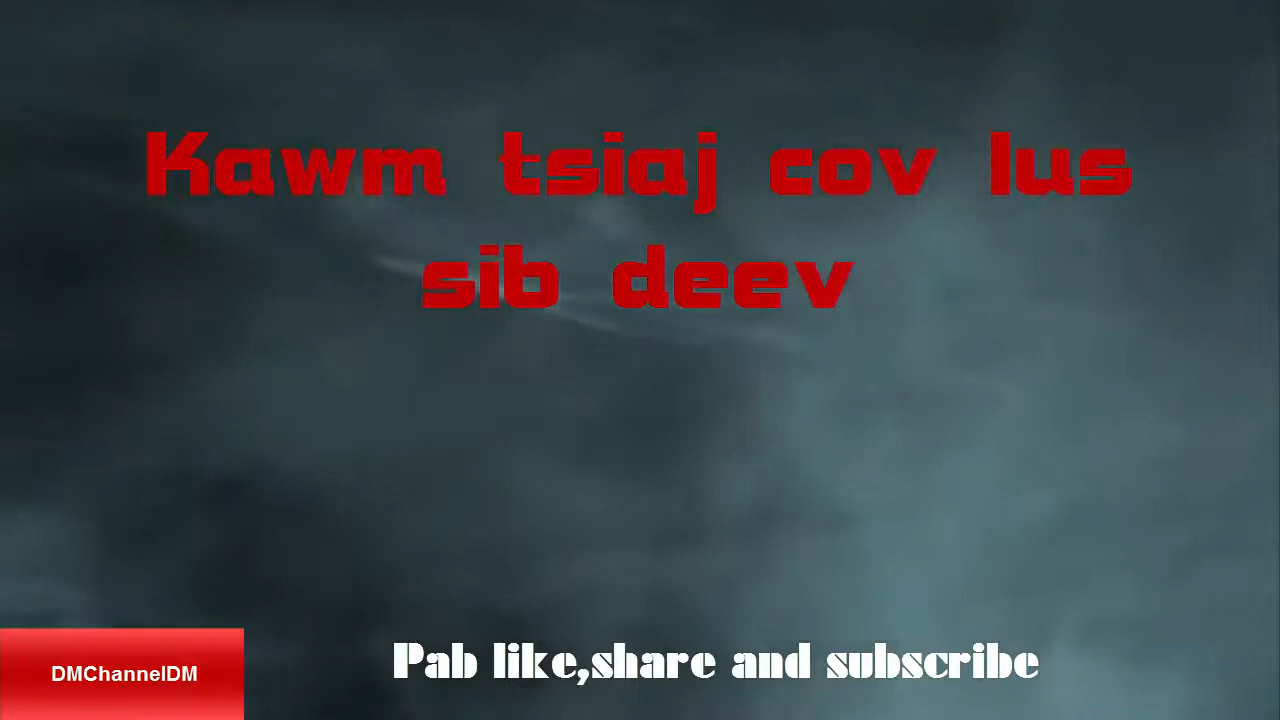 Kawm tsiaj cov lus
sib deev
Pab like,share and subscribe
DMChannelDM